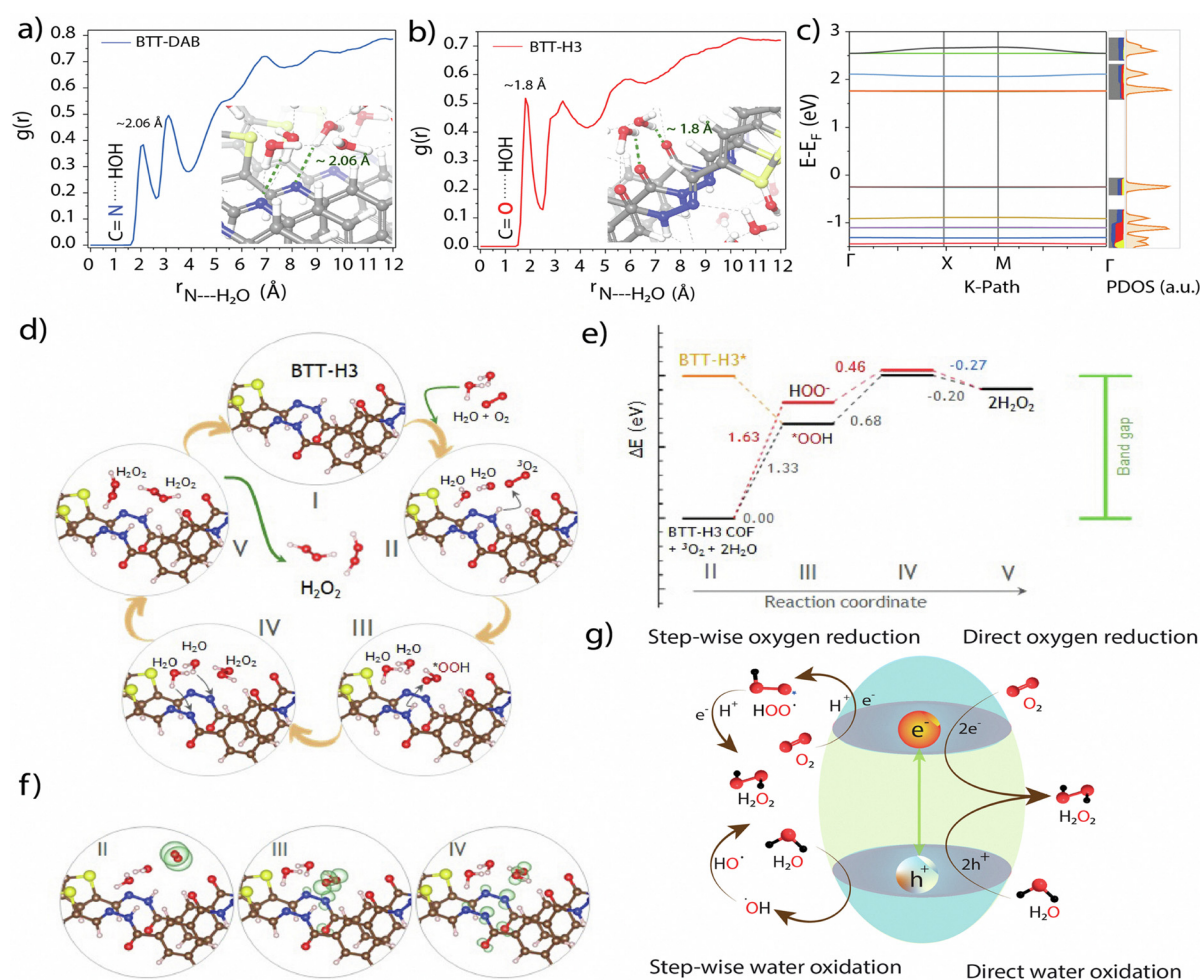 a)
BTT-DAB
g(r)
0.8
0.7
0.6
0.5
0.4
0.3
0.2
0.1
0.0
~2.06 Å
C= N ······ HOH
~ 2.06 Å
0 1 2 3 4 5 6 7 8 9 10 11 12
r N---H₂O (Å)
b)
BTT-H3
g(r)
0.7
0.6
0.5
0.4
0.3
0.2
0.1
0.0
~1.8 Å
C= O ······ HOH
~ 1.8 Å
0 1 2 3 4 5 6 7 8 9 10 11 12
r N---H₂O (Å)
c)
E-E_F (eV)
3
2
1
0
-1
Γ X M Γ
K-Path
PDOS (a.u.)
d)
BTT-H3
I
H₂O + O₂
H₂O H₂O ³O₂
II
H₂O H₂O
*OOH
III
H₂O H₂O H₂O₂
IV
H₂O₂ H₂O₂
V
H₂O₂
e)
ΔE (eV)
BTT-H3*
HOO⁻
0.46
-0.27
-0.20
2H₂O₂
1.63
*OOH
0.68
1.33
0.00
BTT-H3 COF
+ ³O₂ + 2H₂O
Band gap
II III IV V
Reaction coordinate
f)
II
III
IV
g)
Step-wise oxygen reduction
Direct oxygen reduction
e⁻ H⁺
HOO·
H⁺ e⁻
O₂
H₂O₂
e⁻
2e⁻
O₂
H₂O₂
HO·
H₂O
·OH
h⁺
2h⁺
H₂O
Step-wise water oxidation
Direct water oxidation